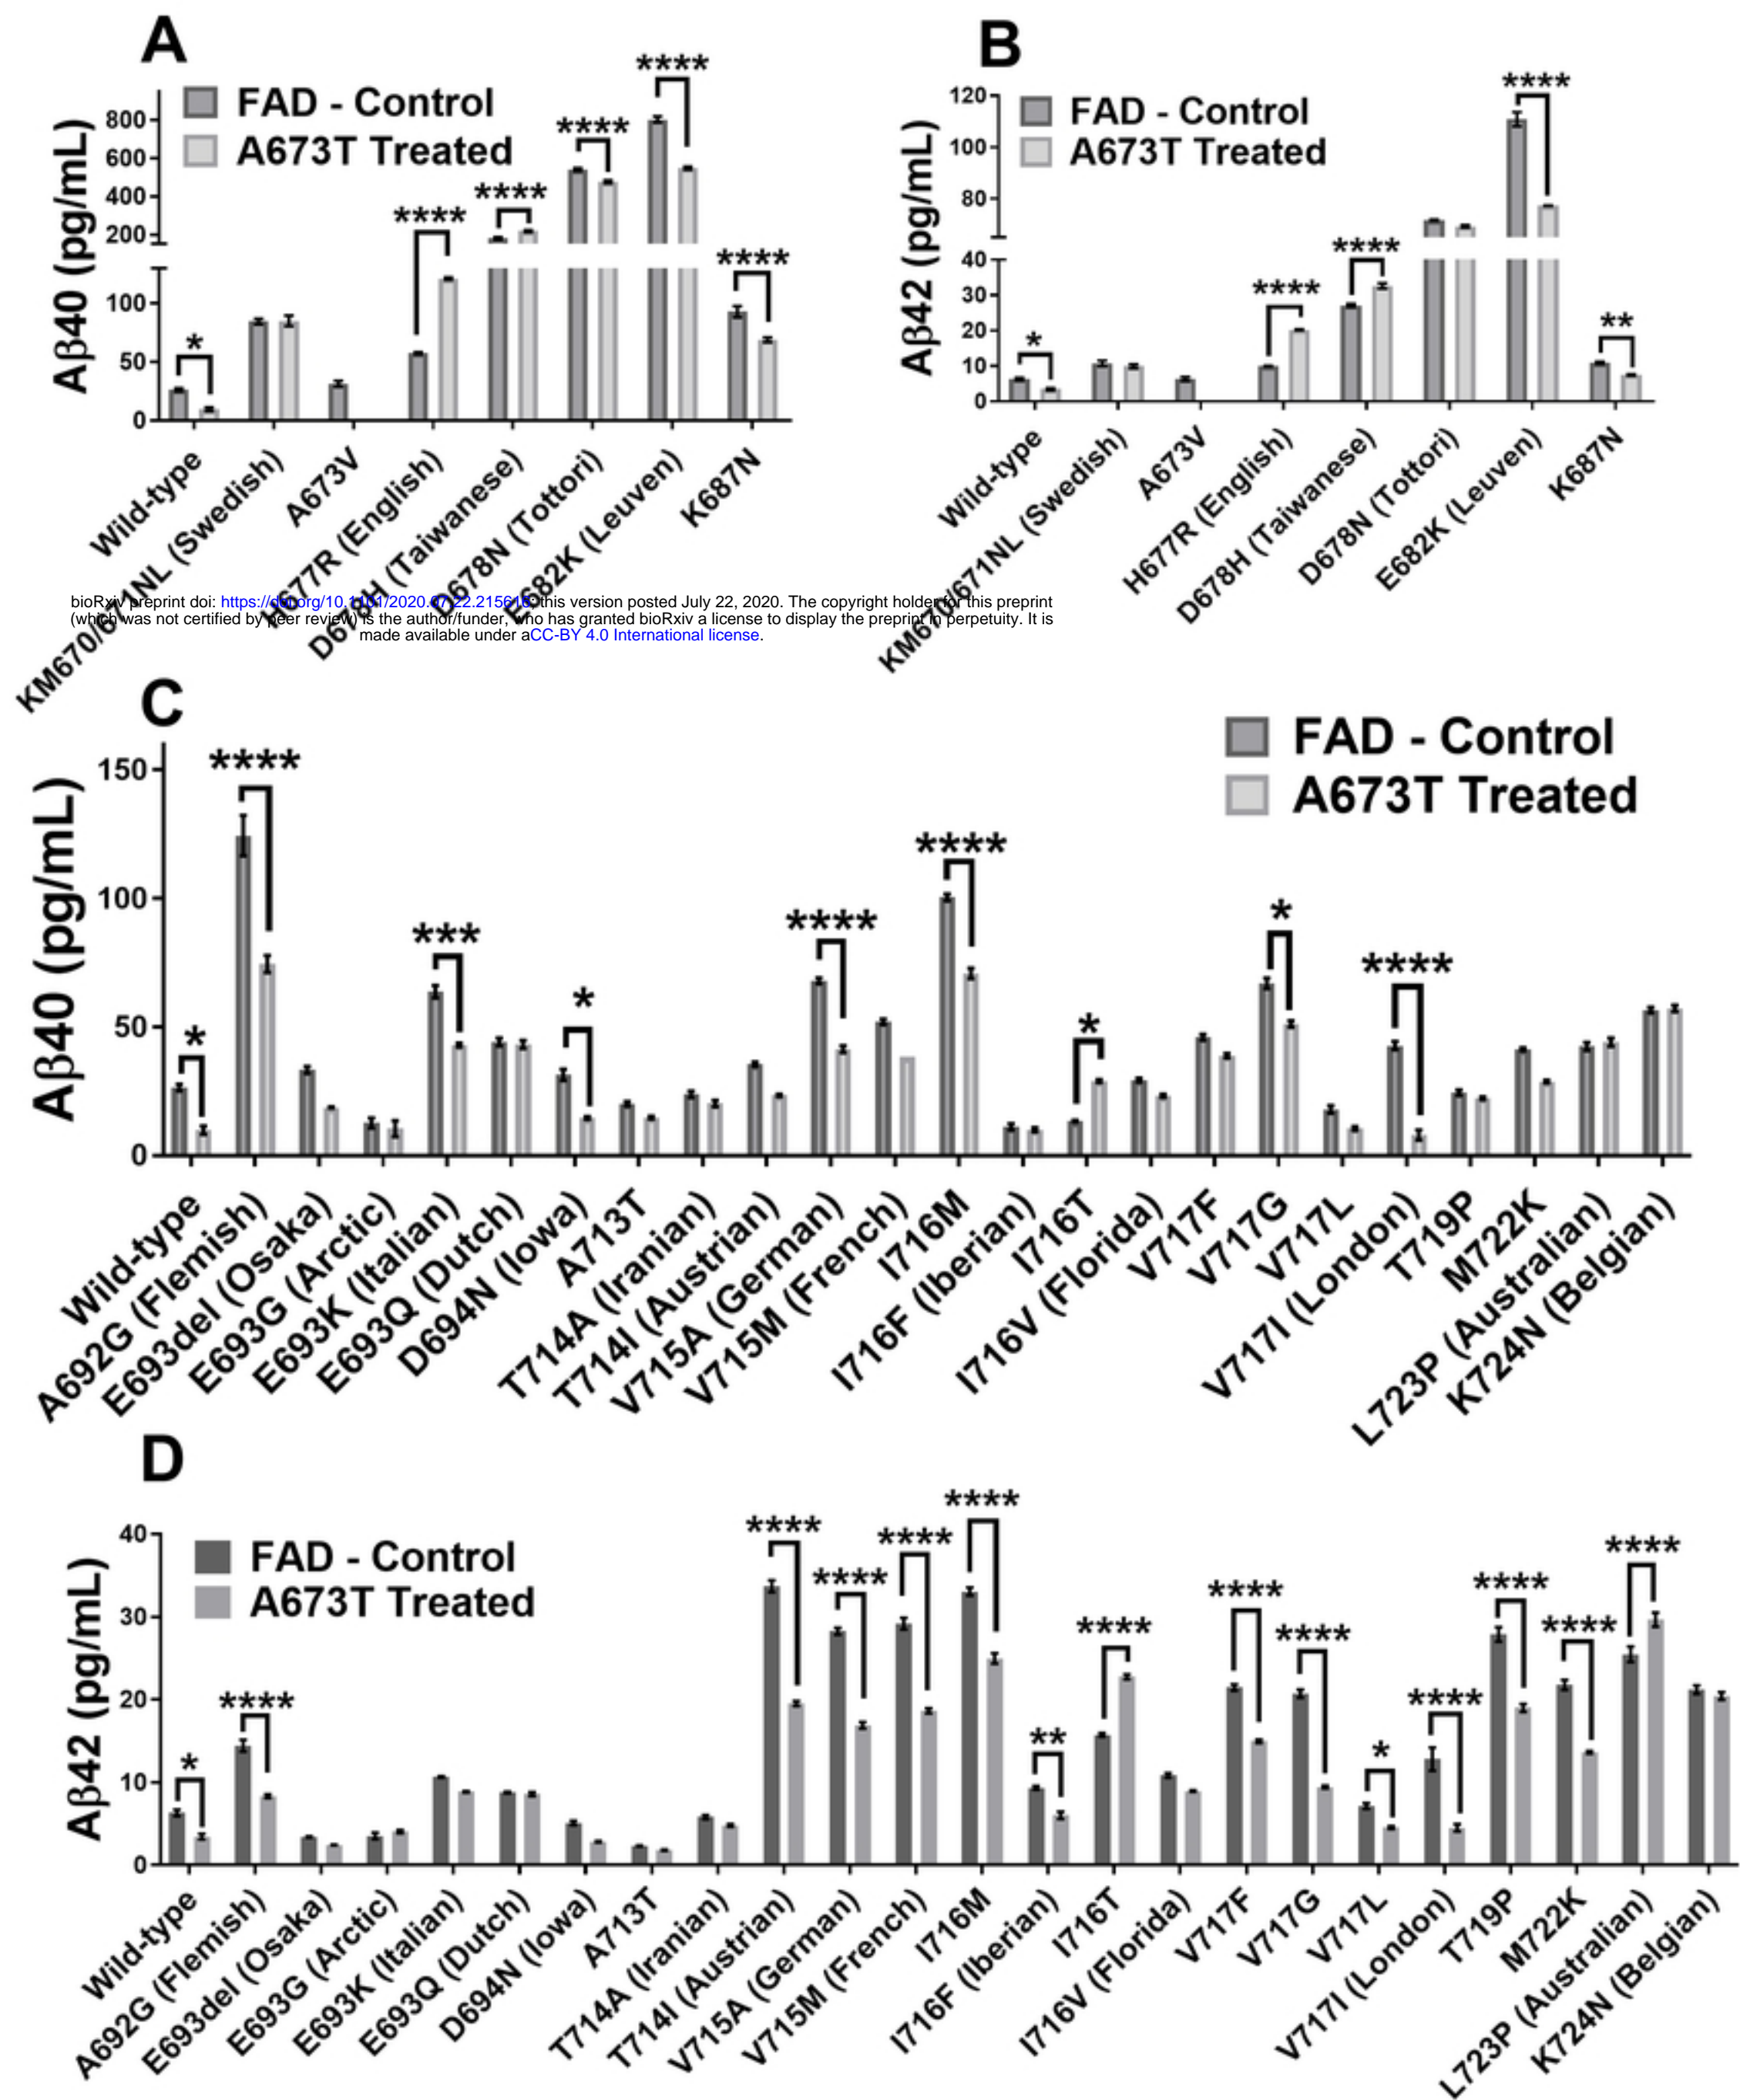 A
FAD - Control
A673T Treated
Aβ40 (pg/mL)
800
600
400
200
100
50
0
*
****
****
****
****
****
Wild-type
KM670/671NL (Swedish)
A673V
H677R (English)
D678H (Taiwanese)
D678N (Tottori)
E682K (Leuven)
K687N
B
FAD - Control
A673T Treated
Aβ42 (pg/mL)
120
100
80
40
30
20
10
0
*
****
****
****
**
Wild-type
KM670/671NL (Swedish)
A673V
H677R (English)
D678H (Taiwanese)
D678N (Tottori)
E682K (Leuven)
K687N
bioRxiv preprint doi: https://doi.org/10.1101/2020.07.22.215616; this version posted July 22, 2020. The copyright holder for this preprint
(which was not certified by peer review) is the author/funder, who has granted bioRxiv a license to display the preprint in perpetuity. It is
made available under aCC-BY 4.0 International license.
C
FAD - Control
A673T Treated
Aβ40 (pg/mL)
150
100
50
0
*
****
***
*
****
****
*
*
****
Wild-type
A692G (Flemish)
E693del (Osaka)
E693G (Arctic)
E693K (Italian)
E693Q (Dutch)
D694N (Iowa)
A713T
T714A (Iranian)
T714I (Austrian)
V715A (German)
V715M (French)
I716M
I716F (Iberian)
I716T
I716V (Florida)
V717F
V717G
V717L
V717I (London)
T719P
M722K
L723P (Australian)
K724N (Belgian)
D
FAD - Control
A673T Treated
Aβ42 (pg/mL)
40
30
20
10
0
*
****
****
****
****
****
**
****
****
****
*
****
****
****
****
Wild-type
A692G (Flemish)
E693del (Osaka)
E693G (Arctic)
E693K (Italian)
E693Q (Dutch)
D694N (Iowa)
A713T
T714A (Iranian)
T714I (Austrian)
V715A (German)
V715M (French)
I716M
I716F (Iberian)
I716T
I716V (Florida)
V717F
V717G
V717L
V717I (London)
T719P
M722K
L723P (Australian)
K724N (Belgian)